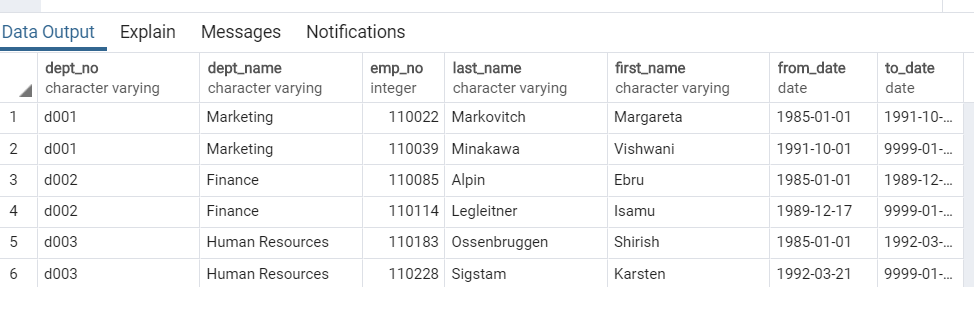 Data Output Explain Messages Notifications
dept_no dept_name emp_no last_name first_name from_date to_date
character varying character varying integer character varying character varying date date
1 d001 Marketing 110022 Markovitch Margareta 1985-01-01 1991-10-...
2 d001 Marketing 110039 Minakawa Vishwani 1991-10-01 9999-01-...
3 d002 Finance 110085 Alpin Ebru 1985-01-01 1989-12-...
4 d002 Finance 110114 Legleitner Isamu 1989-12-17 9999-01-...
5 d003 Human Resources 110183 Ossenbruggen Shirish 1985-01-01 1992-03-...
6 d003 Human Resources 110228 Sigstam Karsten 1992-03-21 9999-01-...